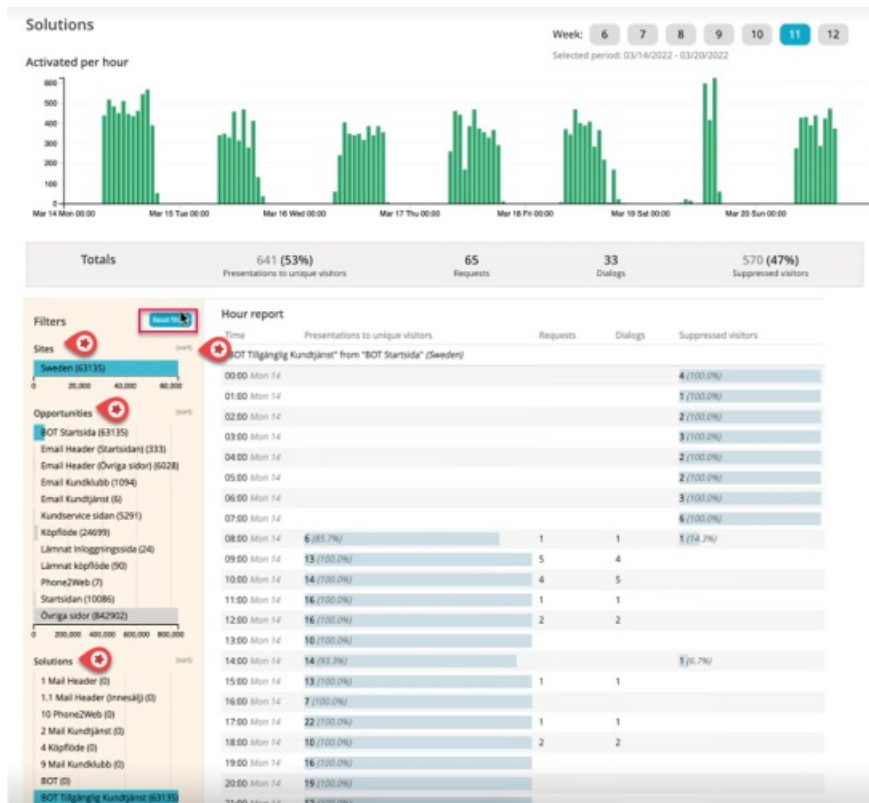 Solutions
Week: 6 7 8 9 10 11 12
Selected period: 03/14/2022 - 03/20/2022
Activated per hour
600
500
400
300
200
100
0
Mar 14 Mon 00:00 Mar 15 Tue 00:00 Mar 16 Wed 00:00 Mar 17 Thu 00:00 Mar 18 Fri 00:00 Mar 19 Sat 00:00 Mar 20 Sun 00:00
Totals 641 (53%) 65 33 570 (47%)
Presentations to unique visitors Requests Dialogs Suppressed visitors
Filters
Sites (sort)
Sweden (63135)
0 20,000 40,000 60,000
Opportunities (sort)
BOT Startsida (63135)
Email Header (Startsidan) (333)
Email Header (Övriga sidor) (6028)
Email Kundklubb (1094)
Email Kundtjänst (6)
Kundservice sidan (5291)
Köpflöde (24699)
Lämnat Inloggningssida (24)
Lämnat köpflöde (90)
Phone2Web (7)
Startsidan (10086)
Övriga sidor (842902)
0 200,000 400,000 600,000 800,000
Solutions (sort)
1 Mail Header (0)
1.1 Mail Header (Innesälj) (0)
10 Phone2Web (0)
2 Mail Kundtjänst (0)
4 Köpflöde (0)
9 Mail Kundklubb (0)
BOT (0)
BOT Tillgänglig Kundtjänst (63135)
Hour report
Time Presentations to unique visitors Requests Dialogs Suppressed visitors
BOT Tillgänglig Kundtjänst" from "BOT Startsida" (Sweden)
00:00 Mon 14 4 (100.0%)
01:00 Mon 14 1 (100.0%)
02:00 Mon 14 2 (100.0%)
03:00 Mon 14 3 (100.0%)
04:00 Mon 14 2 (100.0%)
05:00 Mon 14 2 (100.0%)
06:00 Mon 14 3 (100.0%)
07:00 Mon 14 6 (100.0%)
08:00 Mon 14 6 (85.7%) 1 1 1 (14.3%)
09:00 Mon 14 13 (100.0%) 5 4
10:00 Mon 14 14 (100.0%) 4 5
11:00 Mon 14 16 (100.0%) 1 1
12:00 Mon 14 16 (100.0%) 2 2
13:00 Mon 14 10 (100.0%)
14:00 Mon 14 14 (93.3%) 1 (6.7%)
15:00 Mon 14 13 (100.0%) 1 1
16:00 Mon 14 7 (100.0%)
17:00 Mon 14 22 (100.0%) 1 1
18:00 Mon 14 10 (100.0%) 2 2
19:00 Mon 14 16 (100.0%)
20:00 Mon 14 19 (100.0%)